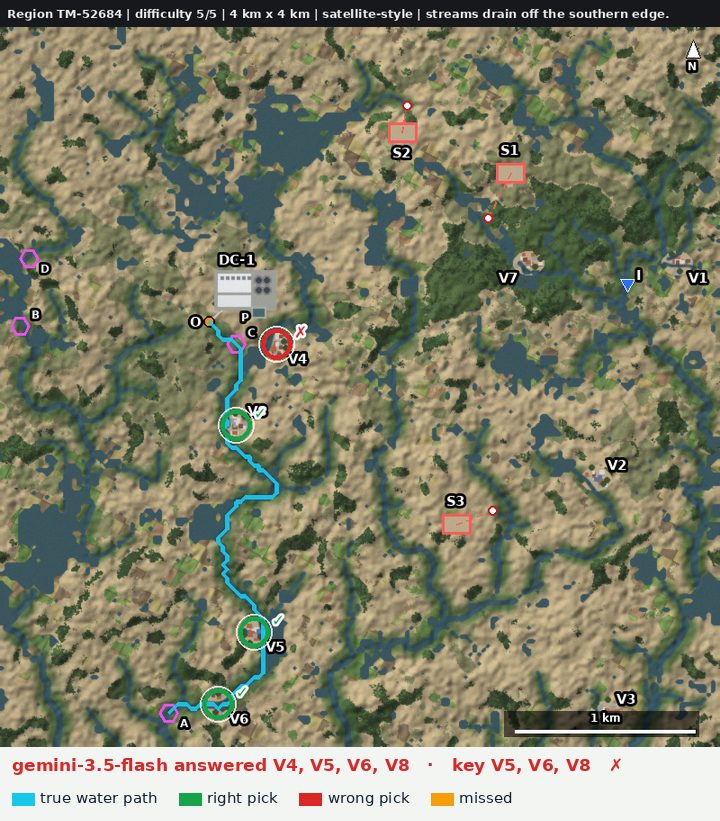 Region TM-52684 | difficulty 5/5 | 4 km x 4 km | satellite-style | streams drain off the southern edge.
N
S2
S1
D
DC-1
V7
I
V1
B
O
P
C
✗
V4
✓
V2
S3
✓
V5
✓
A
V6
V3
1 km
gemini-3.5-flash answered V4, V5, V6, V8 · key V5, V6, V8 ✗
true water path
right pick
wrong pick
missed